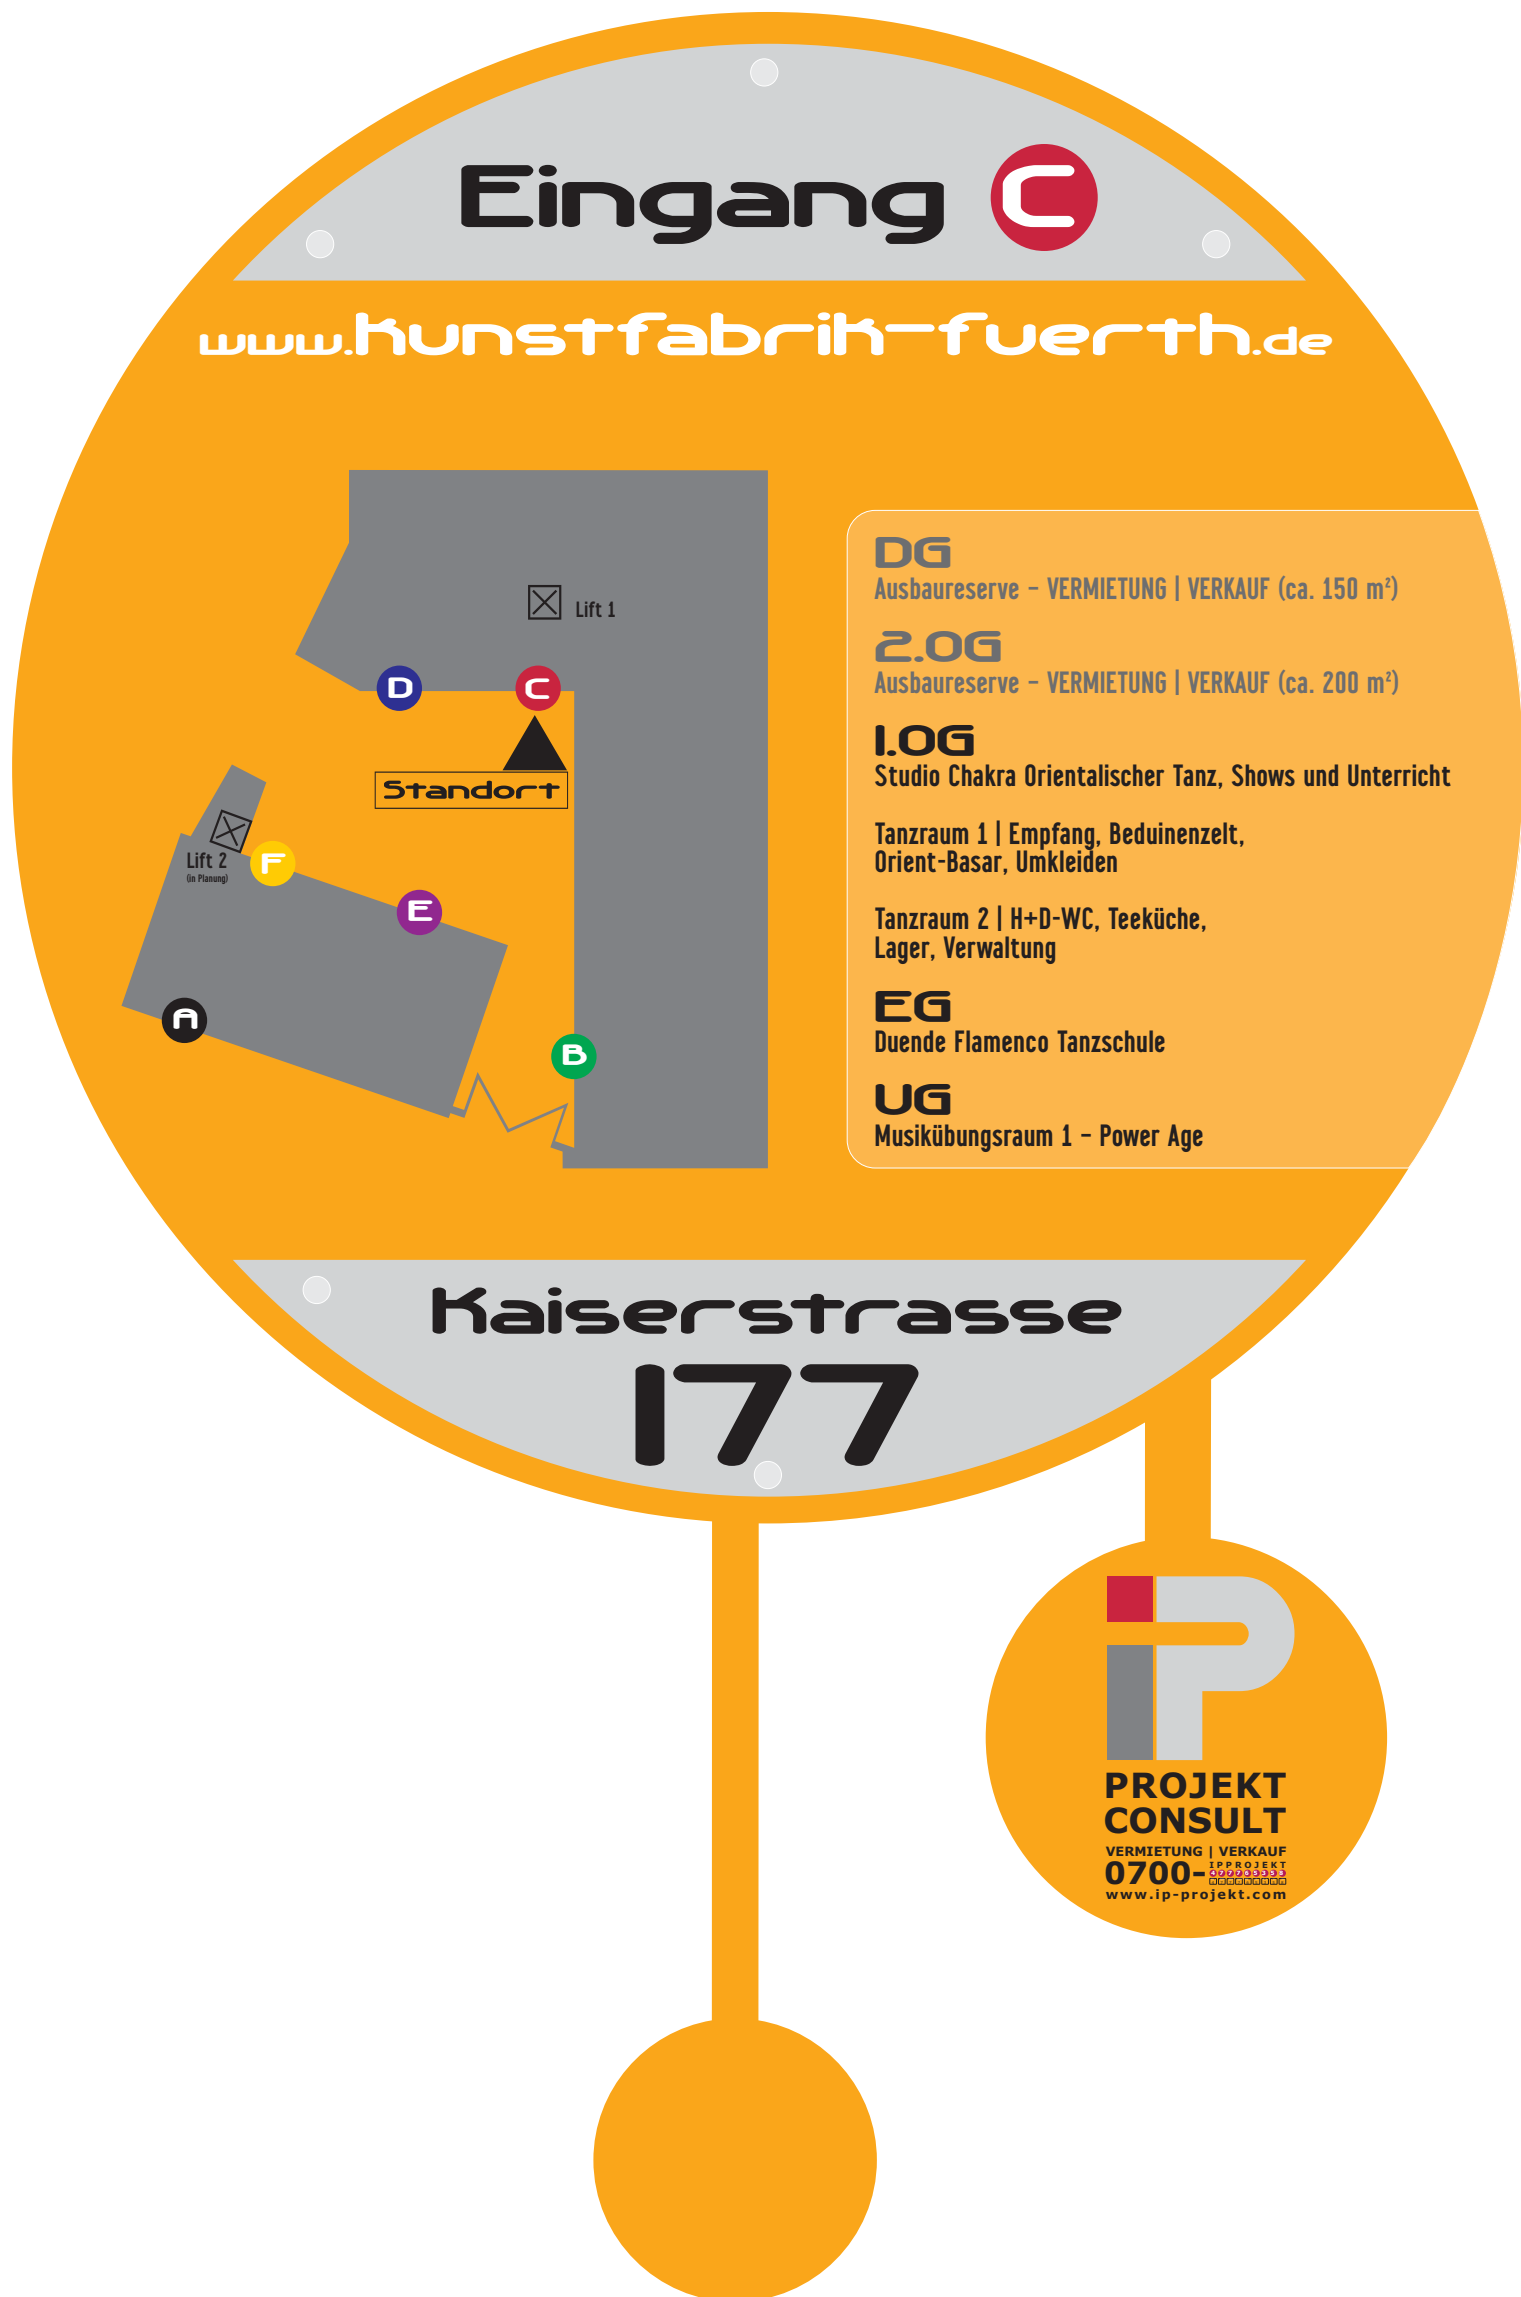 Eingang C
www.kunstfabrik-fuerth.de
DG
Ausbaureserve – VERMIETUNG | VERKAUF (ca. 150 m²)
2.OG
Ausbaureserve – VERMIETUNG | VERKAUF (ca. 200 m²)
1.OG
Studio Chakra Orientalischer Tanz, Shows und Unterricht
Tanzraum 1 | Empfang, Beduinenzelt,
Orient-Basar, Umkleiden
Tanzraum 2 | H+D-WC, Teeküche,
Lager, Verwaltung
EG
Duende Flamenco Tanzschule
UG
Musikübungsraum 1 – Power Age
Lift 1
D
C
Standort
Lift 2
(in Planung)
F
E
A
B
Kaiserstrasse
177
iP
PROJEKT
CONSULT
VERMIETUNG | VERKAUF
0700-
IPPROJEKT
477765358
www.ip-projekt.com